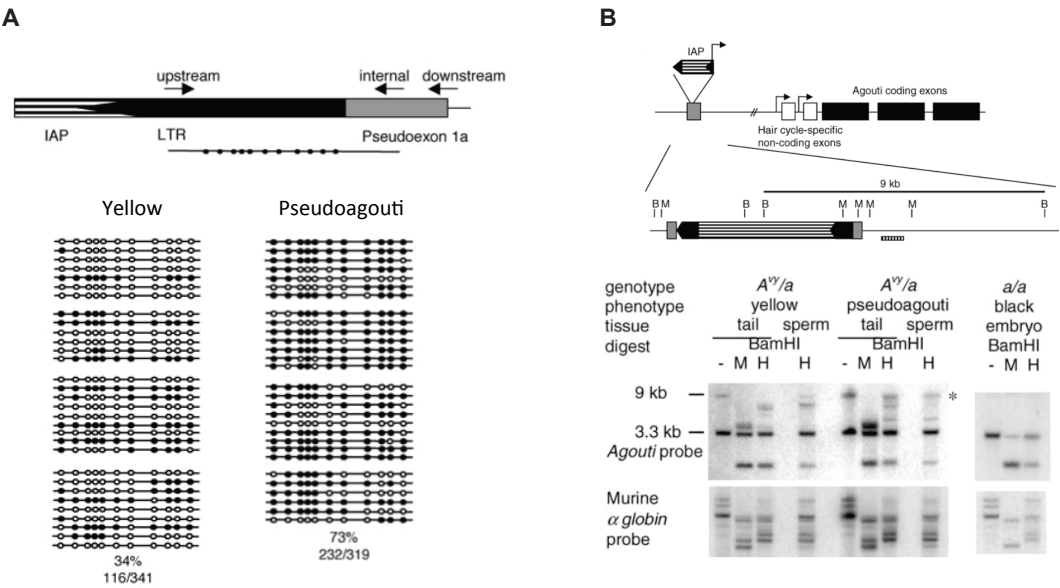 A
upstream
internal
downstream
IAP
LTR
Pseudoexon 1a
Yellow
Pseudoagouti
34%
116/341
73%
232/319
B
IAP
Agouti coding exons
Hair cycle-specific
non-coding exons
9 kb
B M B B M M M M B
genotype A^vy/a A^vy/a a/a
phenotype yellow pseudoagouti black
tissue tail sperm tail sperm embryo
digest BamHI BamHI BamHI
- M H H - M H H - M H
9 kb *
3.3 kb
Agouti probe
Murine
α globin
probe